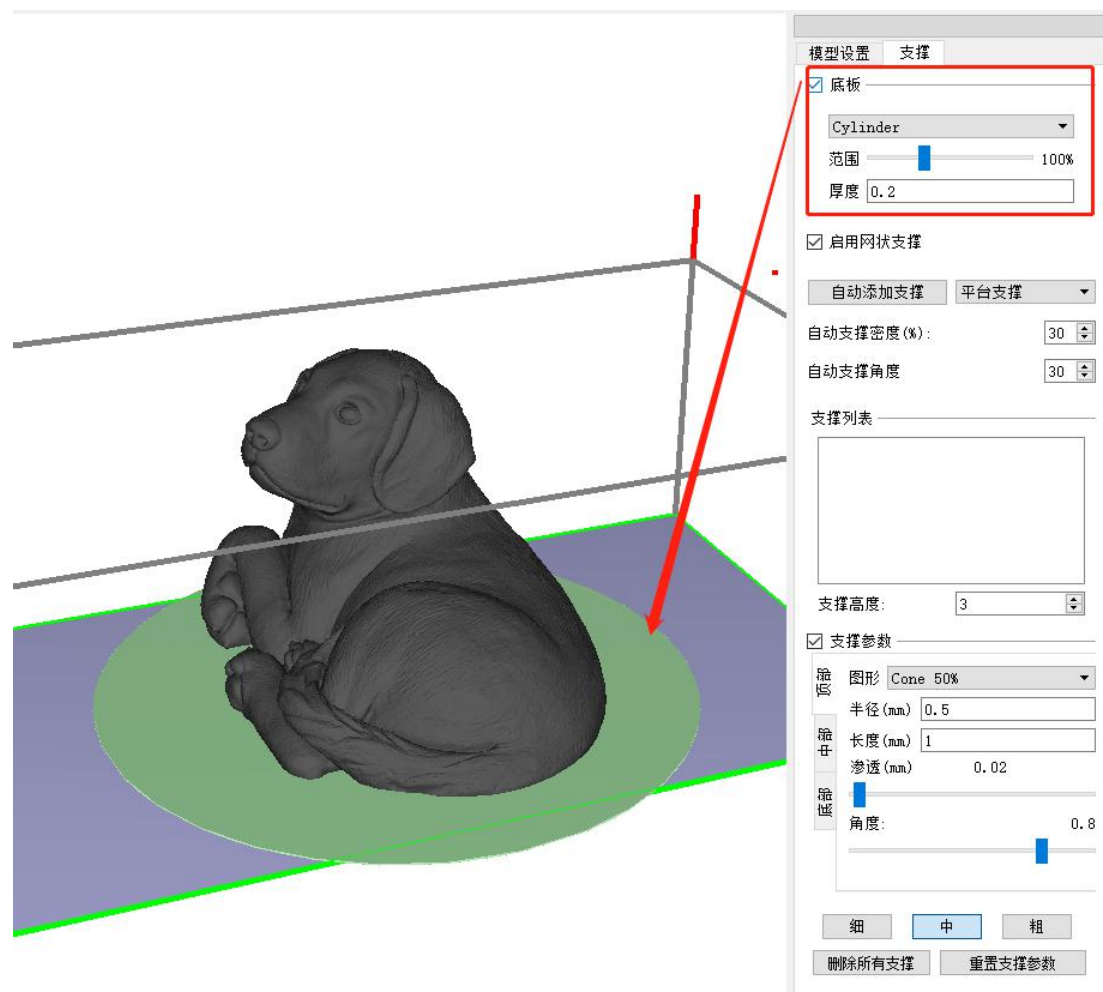 模型设置 支撑
底板
Cylinder
范围 100%
厚度 0.2
启用网状支撑
自动添加支撑 平台支撑
自动支撑密度(%): 30
自动支撑角度 30
支撑列表
支撑高度: 3
支撑参数
顶部
图形 Cone 50%
半径(mm) 0.5
中部
长度(mm) 1
渗透(mm) 0.02
底部
角度: 0.8
细 中 粗
删除所有支撑 重置支撑参数